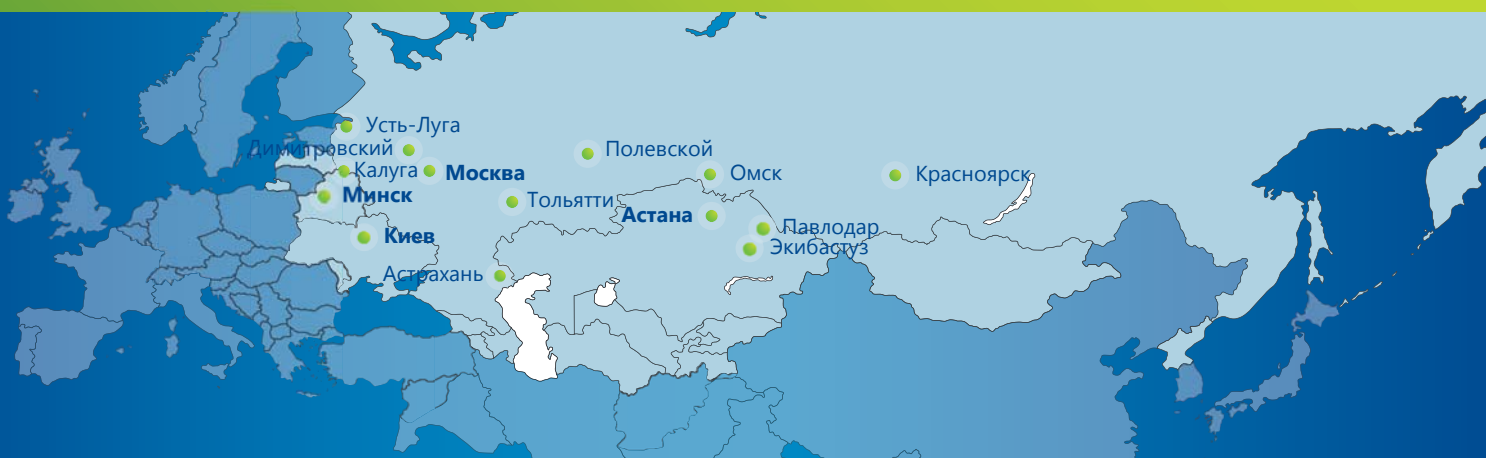 Усть-Луга
Димитровский
Полевской
Калуга
Москва
Омск
Красноярск
Минск
Тольятти
Астана
Павлодар
Киев
Экибастуз
Астрахань